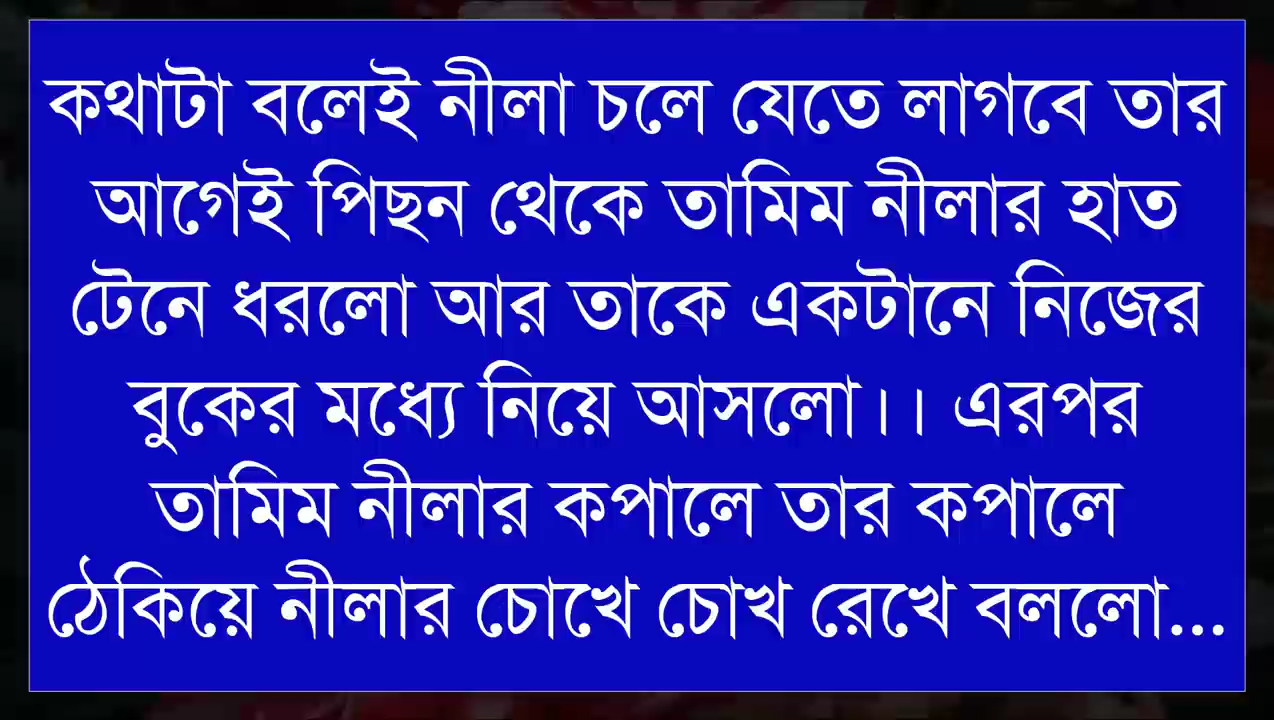 কথাটা বলেই নীলা চলে যেতে লাগবে তার
আগেই পিছন থেকে তামিম নীলার হাত
টেনে ধরলো আর তাকে একটানে নিজের
বুকের মধ্যে নিয়ে আসলো।। এরপর
তামিম নীলার কপালে তার কপালে
ঠেকিয়ে নীলার চোখে চোখ রেখে বললো...